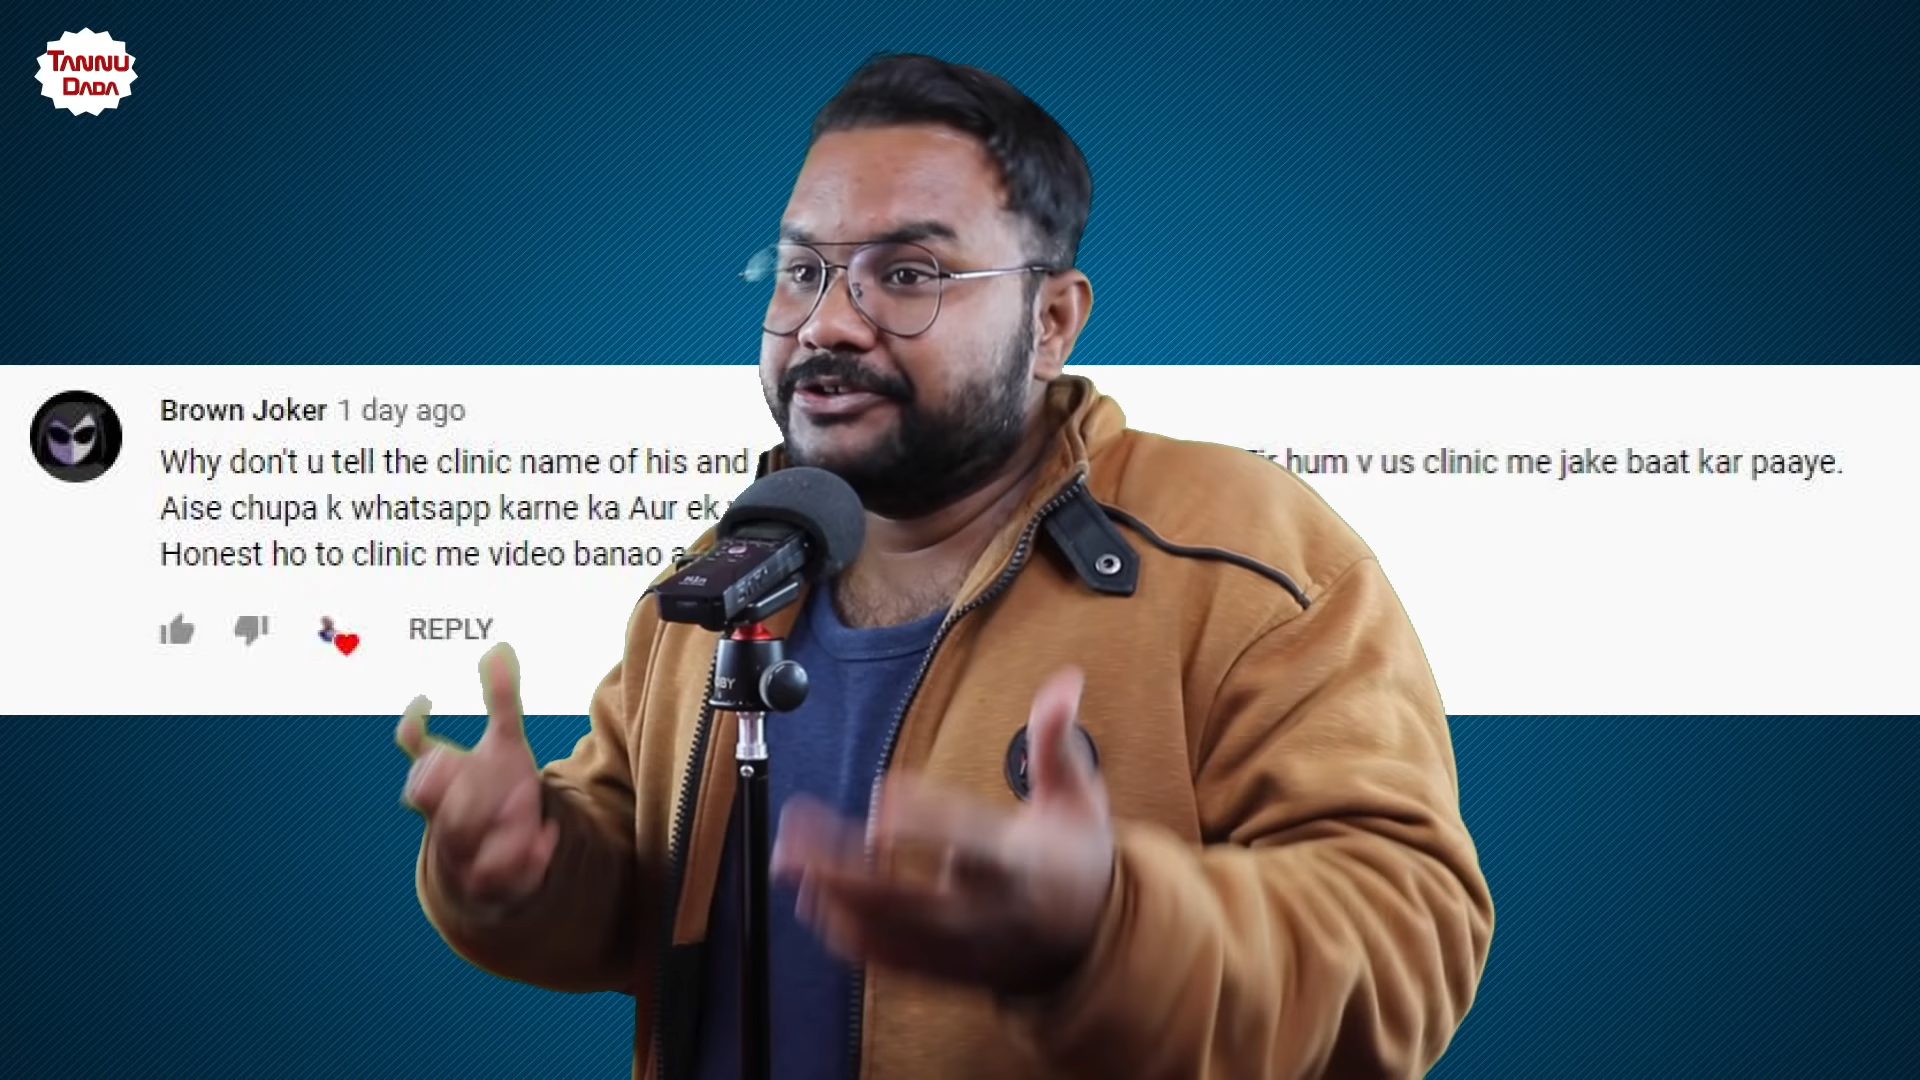 TANNU
DADA
Brown Joker 1 day ago
Why don't u tell the clinic name of his and hum v us clinic me jake baat kar paaye.
Aise chupa k whatsapp karne ka Aur ek
Honest ho to clinic me video banao
REPLY
H1n